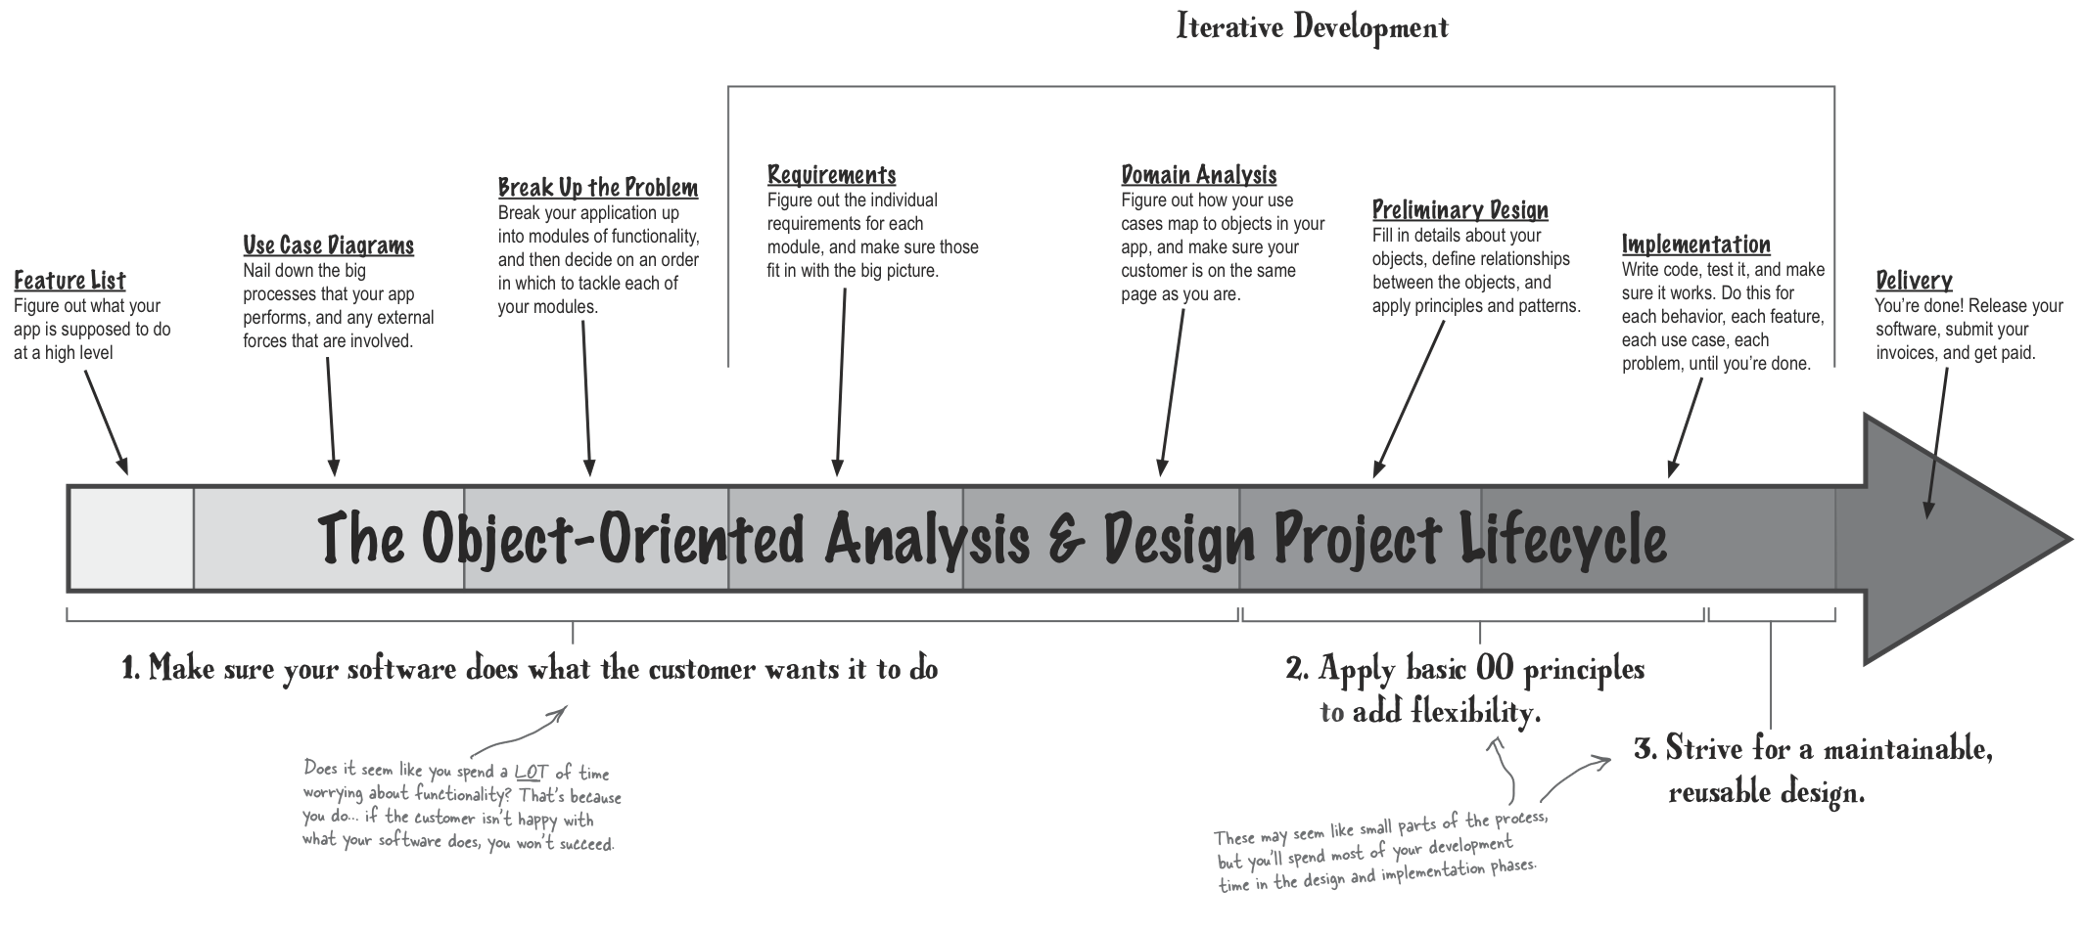 Iterative Development
Feature List
Figure out what your
app is supposed to do
at a high level
Use Case Diagrams
Nail down the big
processes that your app
performs, and any external
forces that are involved.
Break Up the Problem
Break your application up
into modules of functionality,
and then decide on an order
in which to tackle each of
your modules.
Requirements
Figure out the individual
requirements for each
module, and make sure those
fit in with the big picture.
Domain Analysis
Figure out how your use
cases map to objects in your
app, and make sure your
customer is on the same
page as you are.
Preliminary Design
Fill in details about your
objects, define relationships
between the objects, and
apply principles and patterns.
Implementation
Write code, test it, and make
sure it works. Do this for
each behavior, each feature,
each use case, each
problem, until you're done.
Delivery
You're done! Release your
software, submit your
invoices, and get paid.
The Object-Oriented Analysis & Design Project Lifecycle
1. Make sure your software does what the customer wants it to do
Does it seem like you spend a LOT of time
worrying about functionality? That's because
you do... if the customer isn't happy with
what your software does, you won't succeed.
2. Apply basic OO principles
to add flexibility.
3. Strive for a maintainable,
reusable design.
These may seem like small parts of the process,
but you'll spend most of your development
time in the design and implementation phases.